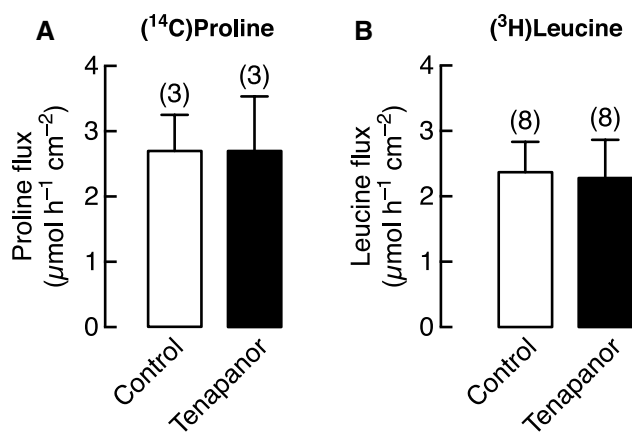 A (¹⁴C)Proline
Proline flux
(µmol h⁻¹ cm⁻²)
4
3
2
1
0
(3)
(3)
Control
Tenapanor
B (³H)Leucine
Leucine flux
(µmol h⁻¹ cm⁻²)
4
3
2
1
0
(8)
(8)
Control
Tenapanor